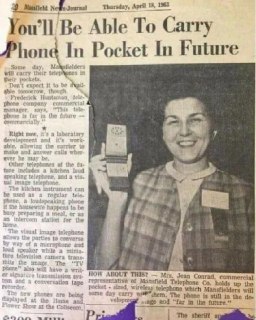 20 Mansfield News-Journal Thursday, April 18, 1963
You'll Be Able To Carry
Phone In Pocket In Future
Some day, Mansfielders
will carry their telephones in
their pockets.
Don't expect it to be avail-
able tomorrow, though.
Frederick Huntsman, tele-
phone company commercial
manager, says, "This tele-
phone is far in the future —
commercially."
Right now, it's a laboratory
development and it's work-
able, allowing the carrier to
make and answer calls wher-
ever he may be.
Other telephones of the fu-
ture includes a kitchen loud
speaking telephone, and a vis-
ual image telephone.
The kitchen instrument can
be used as a regular tele-
phone, a loudspeaking phone
if the housewife happens to be
busy preparing a meal, or as
an intercom station for the
home.
The visual image telephone
allows the parties to converse
by way of a microphone and
loud speaker while a minia-
ture television camera trans-
mits the image. The "TV
phone" also will have a writ-
er signature transmission sys-
tem and a conversation tape
recorder.
The new phones are being
displayed at the Home and
Flower Show at the Coliseum.
HOW ABOUT THIS? — Mrs. Jean Conrad, commercial
representative of Mansfield Telephone Co. holds up the
pocket - sized, wireless telephone which Mansfielders will
some day carry with them. The phone is still in the de-
velopment stage and "far in the future."
The sheriff